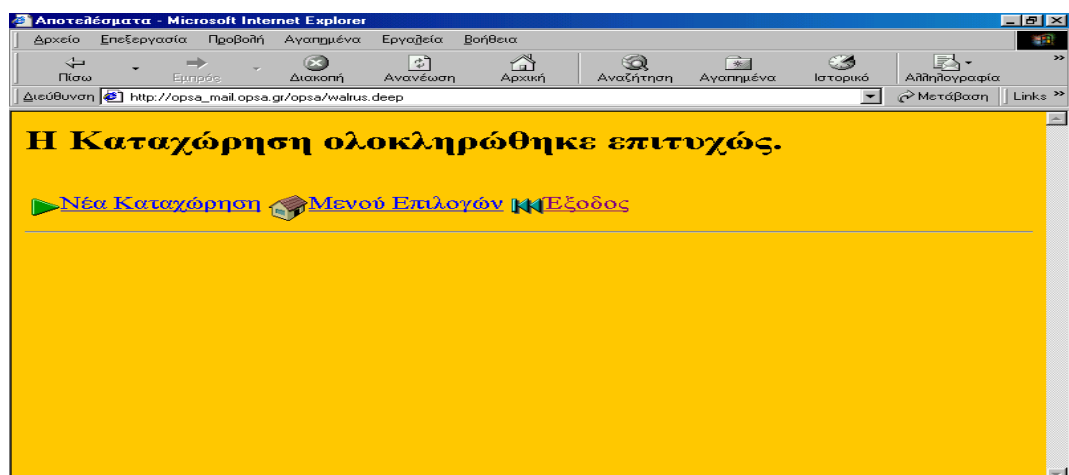 Αποτελέσματα - Microsoft Internet Explorer
Αρχείο Επεξεργασία Προβολή Αγαπημένα Εργαλεία Βοήθεια
Πίσω Εμπρός Διακοπή Ανανέωση Αρχική Αναζήτηση Αγαπημένα Ιστορικό Αλληλογραφία »
Διεύθυνση http://opsa_mail.opsa.gr/opsa/walrus.deep Μετάβαση Links »
Η Καταχώρηση ολοκληρώθηκε επιτυχώς.
Νέα Καταχώρηση Μενού Επιλογών Έξοδος